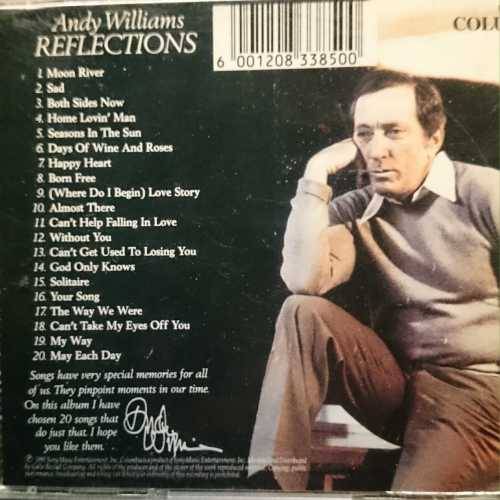 Andy Williams
REFLECTIONS
6 001208 338500
COLU
1. Moon River
2. Sad
3. Both Sides Now
4. Home Lovin' Man
5. Seasons In The Sun
6. Days Of Wine And Roses
7. Happy Heart
8. Born Free
9. (Where Do I Begin) Love Story
10. Almost There
11. Can't Help Falling In Love
12. Without You
13. Can't Get Used To Losing You
14. God Only Knows
15. Solitaire
16. Your Song
17. The Way We Were
18. Can't Take My Eyes Off You
19. My Way
20. May Each Day
Songs have very special memories for all
of us. They pinpoint moments in our time.
On this album I have
chosen 20 songs that
do just that. I hope
you like them.